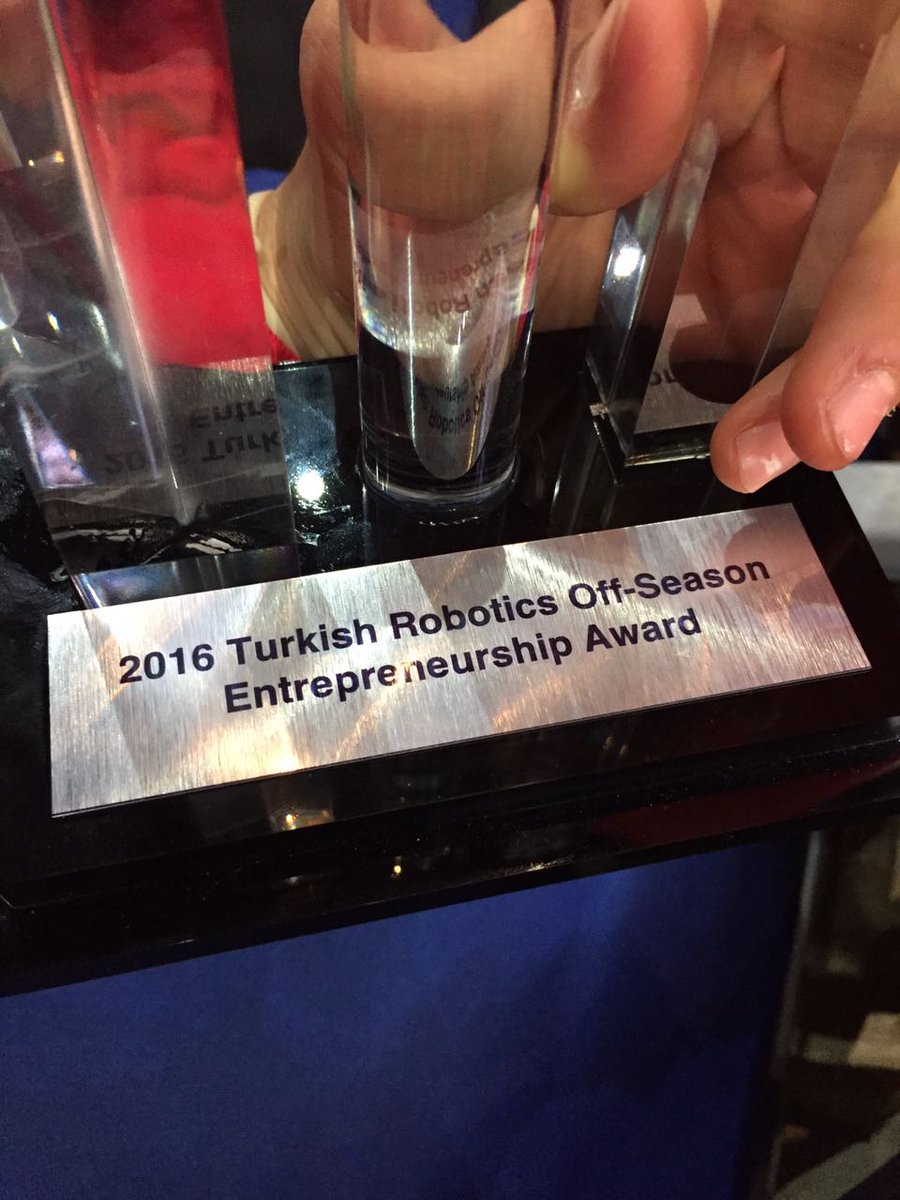 2016 Turkish Robotics Off-Season
Entrepreneurship Award